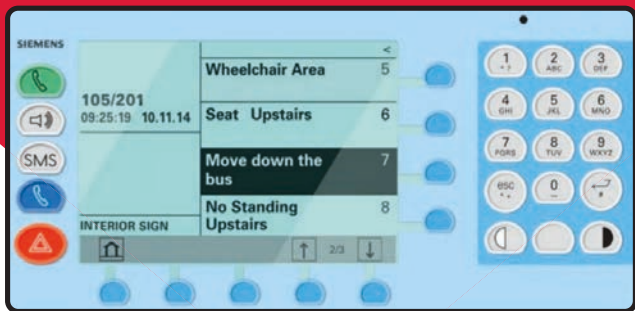 SIEMENS
<
Wheelchair Area 5
105/201
09:25:19 10.11.14
Seat Upstairs 6
Move down the 7
bus
No Standing 8
Upstairs
INTERIOR SIGN
↑ 2/3 ↓
SMS
1
2 ABC
3 DEF
4 GHI
5 JKL
6 MNO
7 PQRS
8 TUV
9 WXYZ
esc
0
#